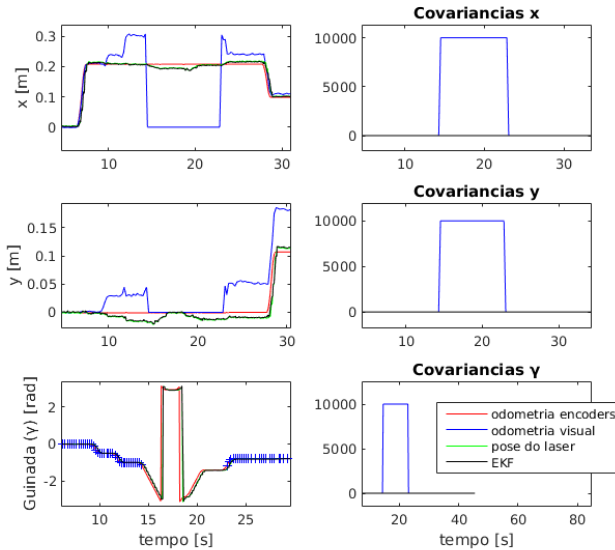 Covariancias x
0.3
0.2
0.1
0
x [m]
10 20 30
10000
5000
0
10 20 30
Covariancias y
0.15
0.1
0.05
0
y [m]
10 20 30
10000
5000
0
10 20 30
Covariancias γ
2
0
-2
Guinada (γ) [rad]
10 15 20 25
tempo [s]
10000
5000
0
20 40 60 80
tempo [s]
odometria encoders
odometria visual
pose do laser
EKF